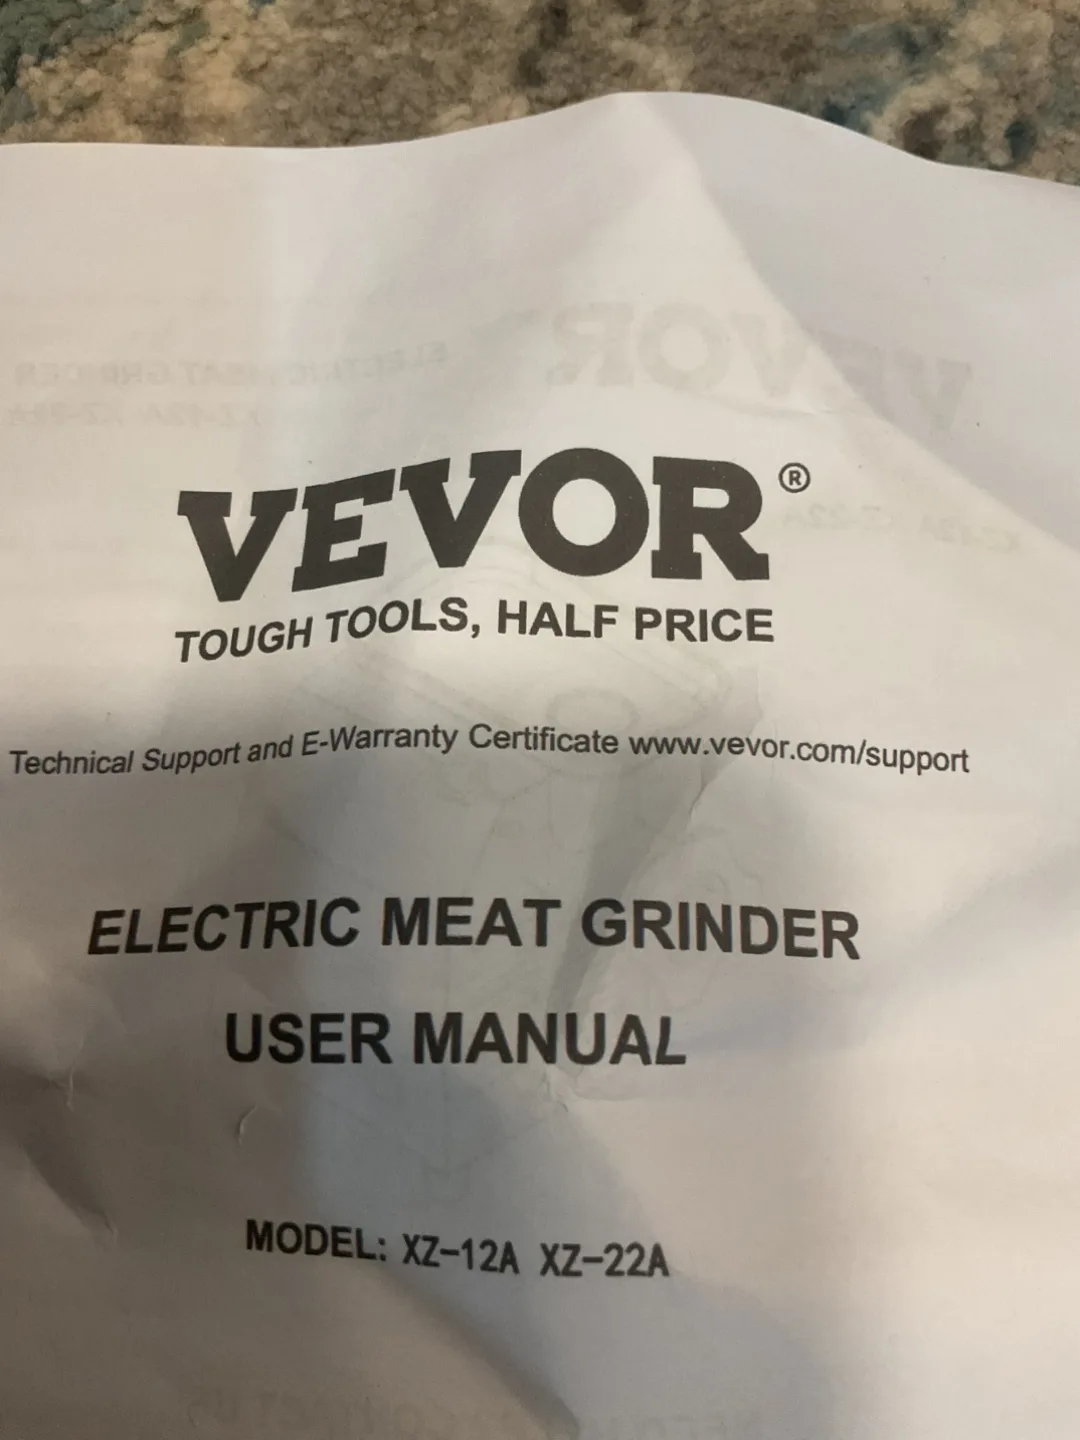 VEVOR®
TOUGH TOOLS, HALF PRICE
Technical Support and E-Warranty Certificate www.vevor.com/support
ELECTRIC MEAT GRINDER
USER MANUAL
MODEL: XZ-12A XZ-22A